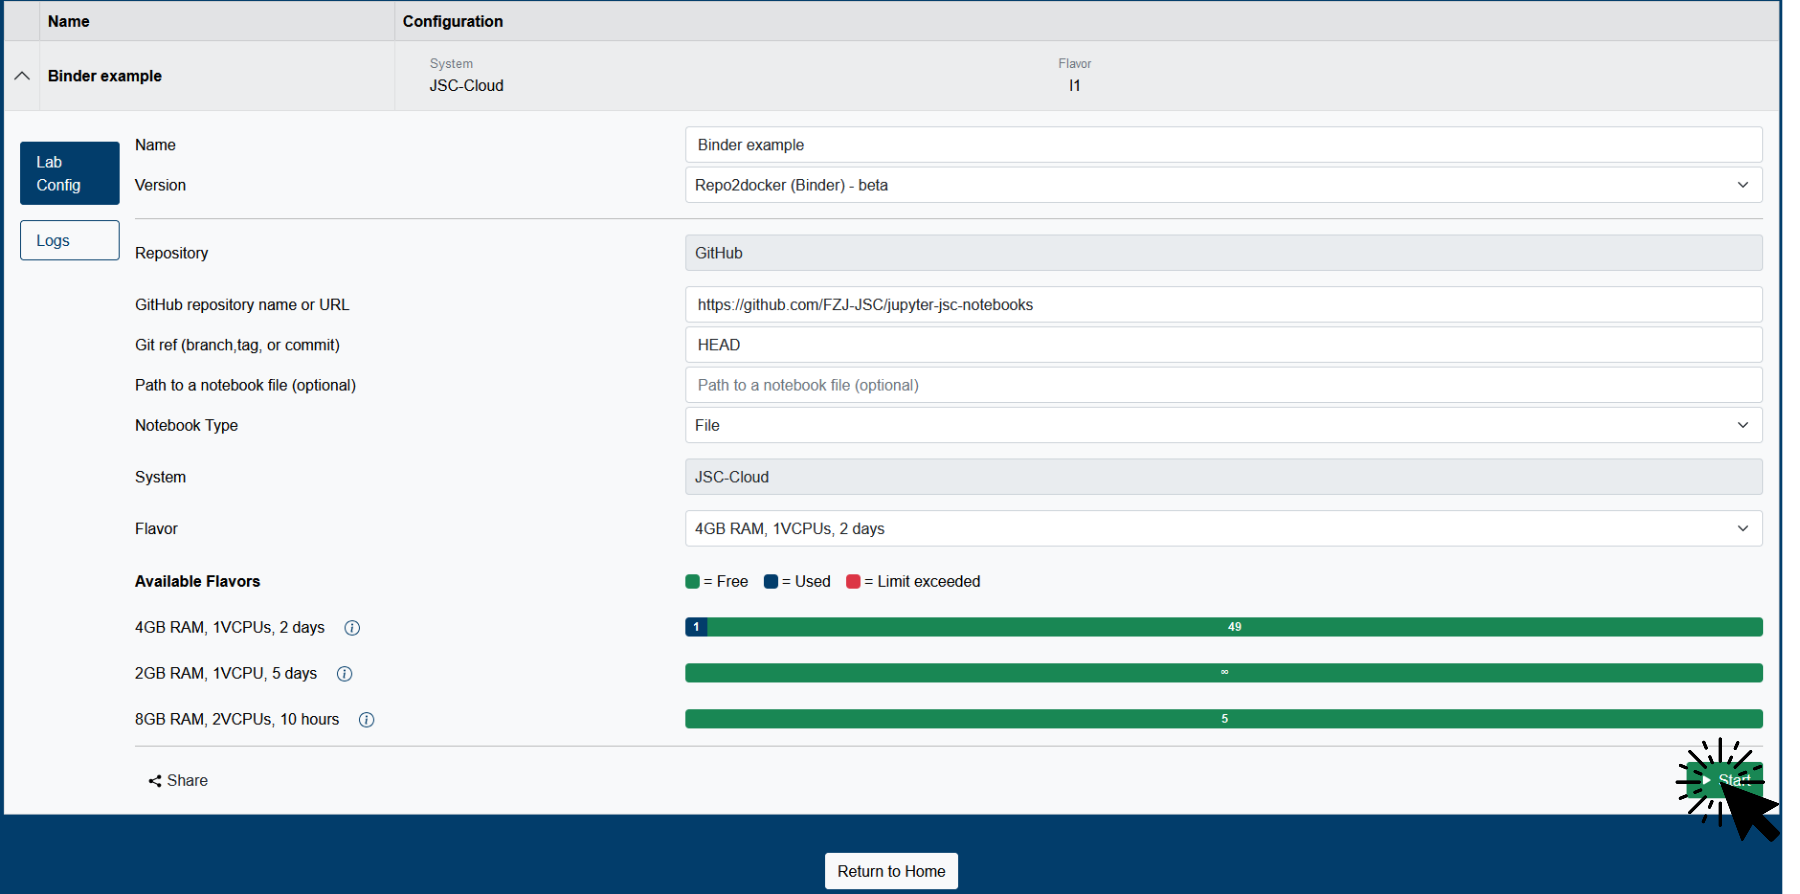 Name Configuration
Binder example
System
JSC-Cloud
Flavor
l1
Lab
Config
Logs
Name Binder example
Version Repo2docker (Binder) - beta
Repository GitHub
GitHub repository name or URL https://github.com/FZJ-JSC/jupyter-jsc-notebooks
Git ref (branch,tag, or commit) HEAD
Path to a notebook file (optional) Path to a notebook file (optional)
Notebook Type File
System JSC-Cloud
Flavor 4GB RAM, 1VCPUs, 2 days
Available Flavors = Free = Used = Limit exceeded
4GB RAM, 1VCPUs, 2 days 1 49
2GB RAM, 1VCPU, 5 days ∞
8GB RAM, 2VCPUs, 10 hours 5
Share Start
Return to Home